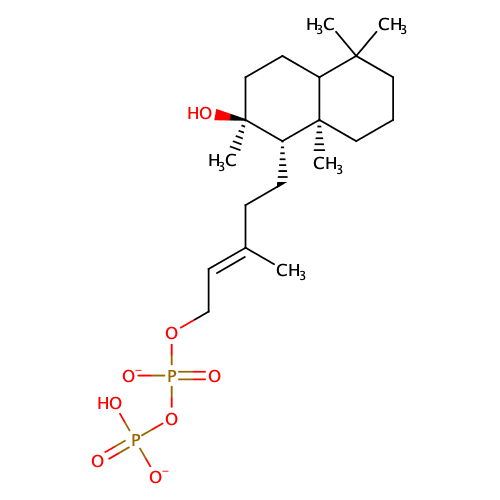 H₃C CH₃
HO
H₃C CH₃
CH₃
O
O⁻ P O
HO O
P
O O⁻